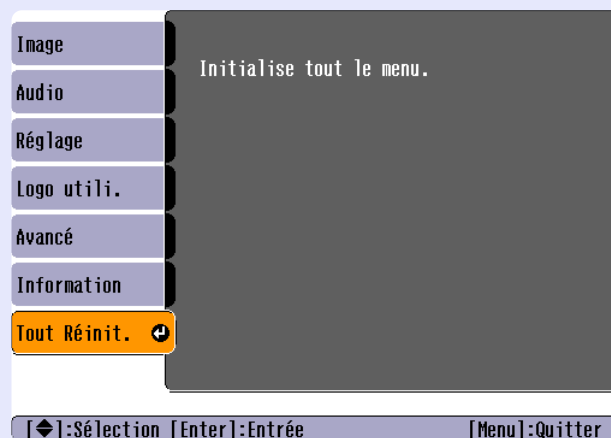 Image
Initialise tout le menu.
Audio
Réglage
Logo utili.
Avancé
Information
Tout Réinit.
[◆]:Sélection [Enter]:Entrée [Menu]:Quitter